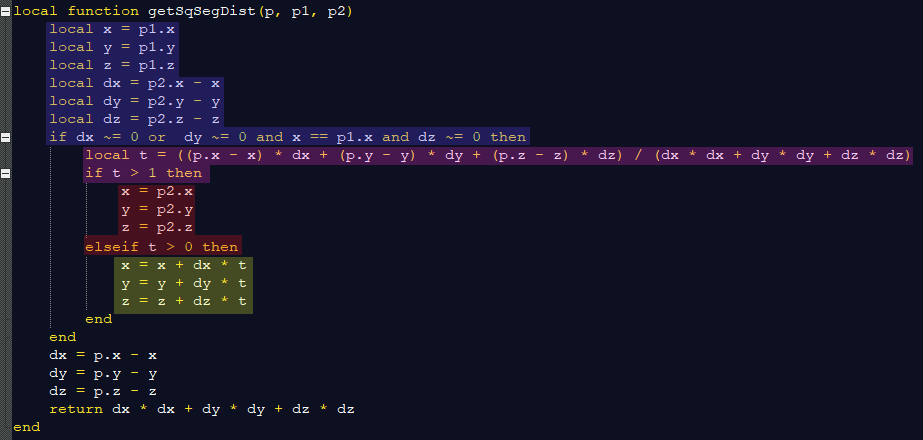 local function getSqSegDist(p, p1, p2)
    local x = p1.x
    local y = p1.y
    local z = p1.z
    local dx = p2.x - x
    local dy = p2.y - y
    local dz = p2.z - z
    if dx ~= 0 or  dy ~= 0 and x == p1.x and dz ~= 0 then
        local t = ((p.x - x) * dx + (p.y - y) * dy + (p.z - z) * dz) / (dx * dx + dy * dy + dz * dz)
        if t > 1 then
            x = p2.x
            y = p2.y
            z = p2.z
        elseif t > 0 then
            x = x + dx * t
            y = y + dy * t
            z = z + dz * t
        end
    end
    dx = p.x - x
    dy = p.y - y
    dz = p.z - z
    return dx * dx + dy * dy + dz * dz
end